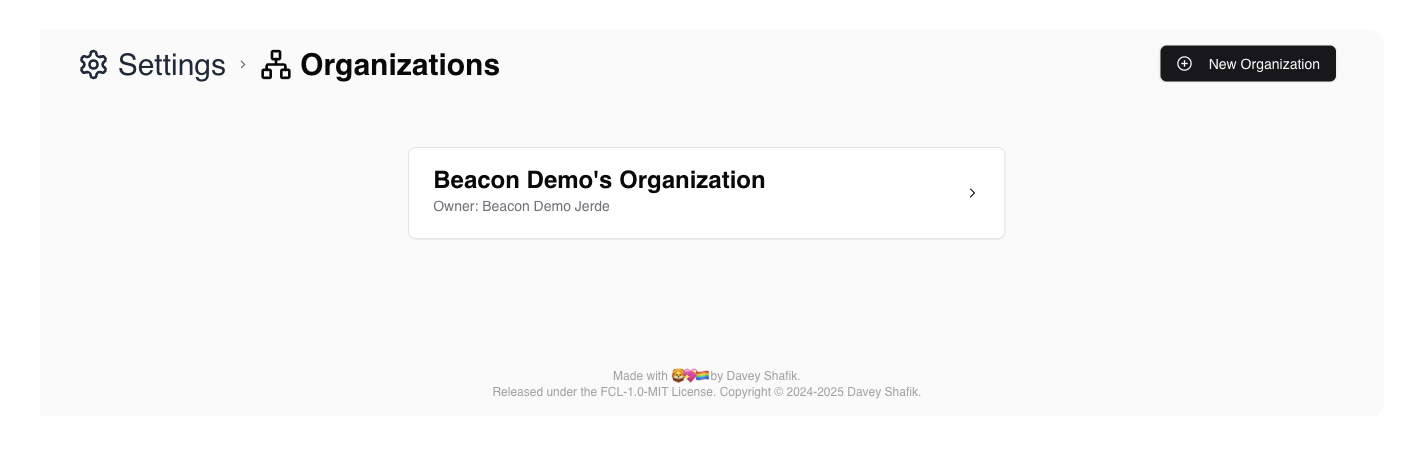 Settings > Organizations
New Organization
Beacon Demo's Organization
Owner: Beacon Demo Jerde
Made with 🦁💖🏳️‍🌈 by Davey Shafik.
Released under the FCL-1.0-MIT License. Copyright © 2024-2025 Davey Shafik.